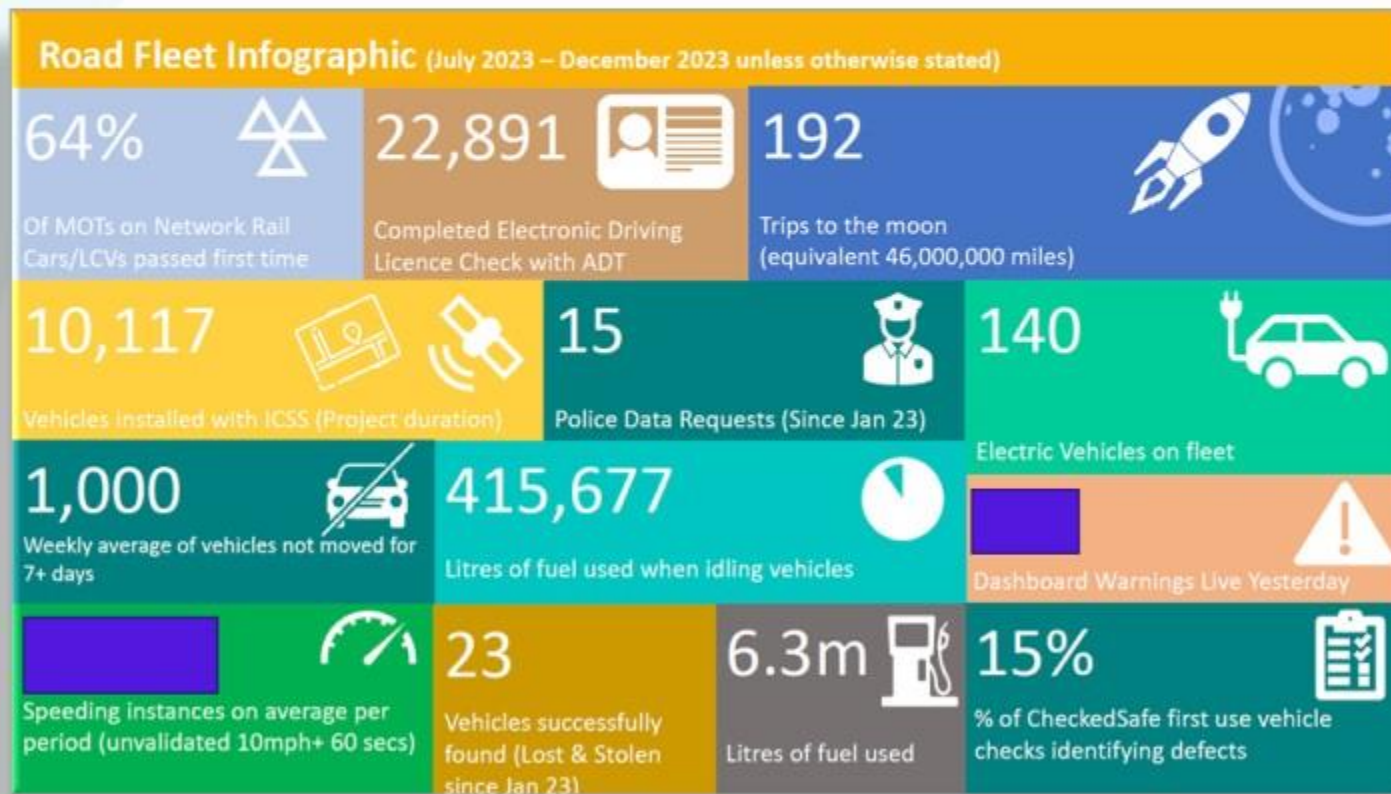 Road Fleet Infographic (July 2023 – December 2023 unless otherwise stated)
64%
Of MOTs on Network Rail
Cars/LCVs passed first time
22,891
Completed Electronic Driving
Licence Check with ADT
192
Trips to the moon
(equivalent 46,000,000 miles)
10,117
Vehicles installed with ICSS (Project duration)
15
Police Data Requests (Since Jan 23)
140
Electric Vehicles on fleet
1,000
Weekly average of vehicles not moved for
7+ days
415,677
Litres of fuel used when idling vehicles
Dashboard Warnings Live Yesterday
Speeding instances on average per
period (unvalidated 10mph+ 60 secs)
23
Vehicles successfully
found (Lost & Stolen
since Jan 23)
6.3m
Litres of fuel used
15%
% of CheckedSafe first use vehicle
checks identifying defects